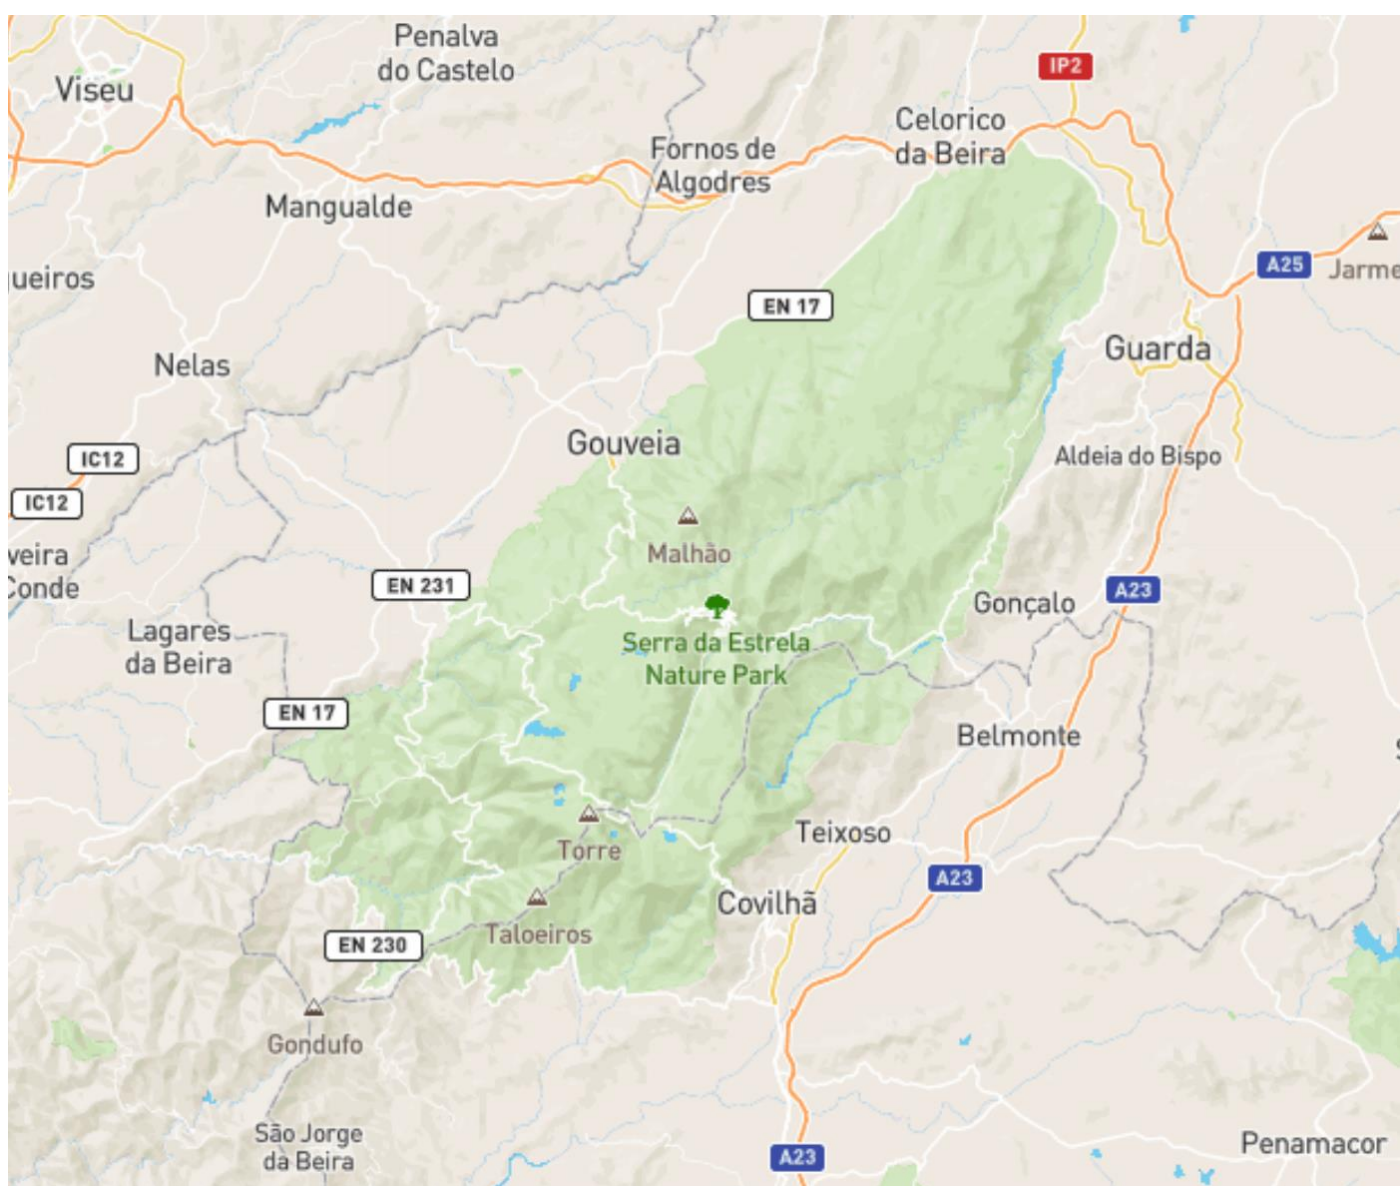 Penalva
do Castelo
IP2
Viseu
Celorico
da Beira
Fornos de
Algodres
Mangualde
A25
Jarme
ueiros
EN 17
Guarda
Nelas
Gouveia
IC12
Aldeia do Bispo
IC12
Malhão
veira
Conde
EN 231
A23
Gonçalo
Lagares
da Beira
Serra da Estrela
Nature Park
EN 17
Belmonte
S
Teixoso
Torre
A23
Covilhã
Taloeiros
EN 230
Gondufo
São Jorge
da Beira
A23
Penamacor